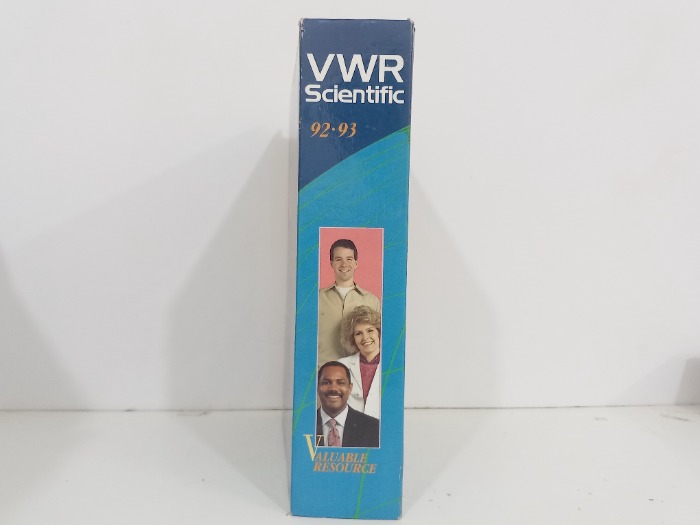 VWR
Scientific
92·93
VALUABLE
RESOURCE